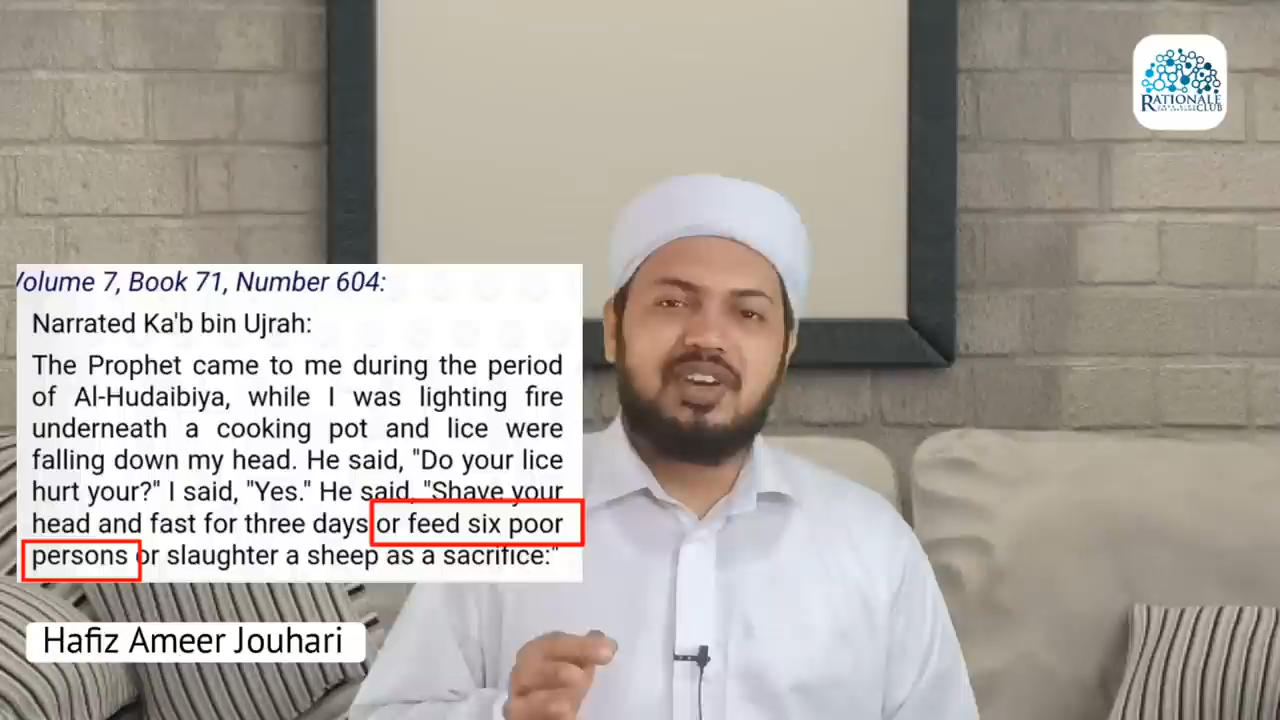 Volume 7, Book 71, Number 604:
Narrated Ka'b bin Ujrah:
The Prophet came to me during the period
of Al-Hudaibiya, while I was lighting fire
underneath a cooking pot and lice were
falling down my head. He said, "Do your lice
hurt your?" I said, "Yes." He said, "Shave your
head and fast for three days or feed six poor
persons or slaughter a sheep as a sacrifice:"
Hafiz Ameer Jouhari
RATIONALE
CLUB